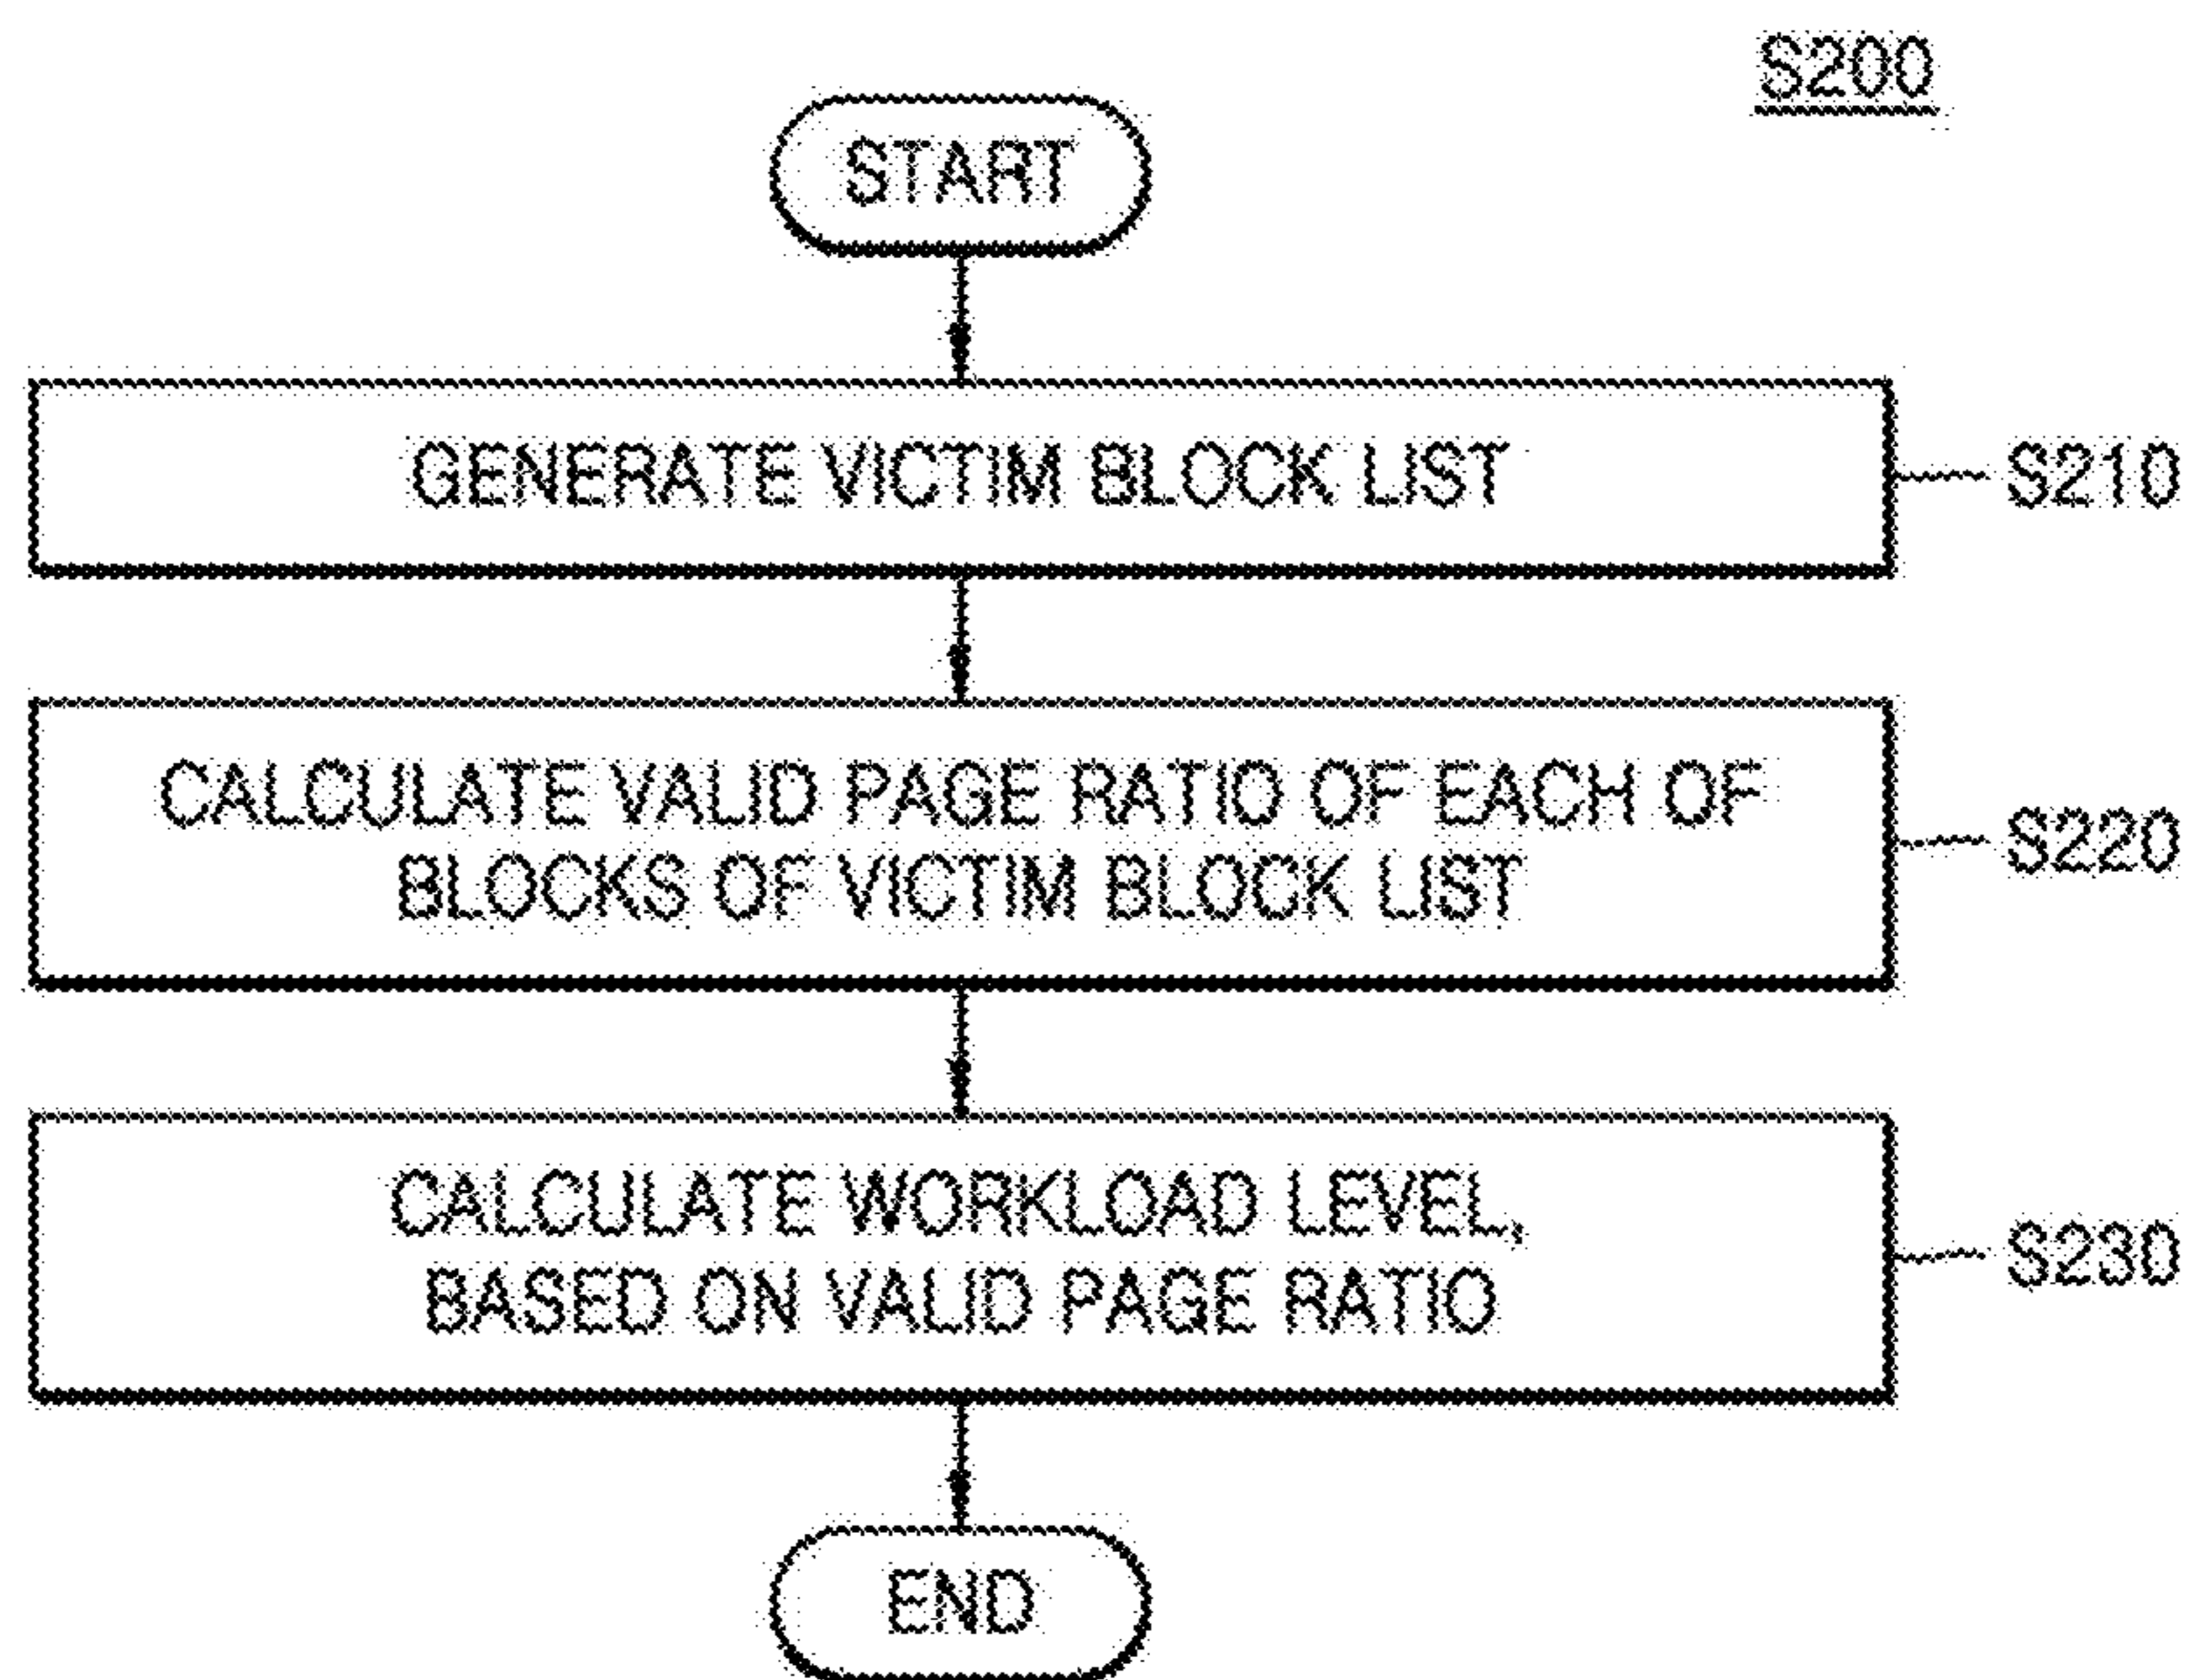 S200
START
GENERATE VICTIM BLOCK LIST
S210
CALCULATE VALID PAGE RATIO OF EACH OF
BLOCKS OF VICTIM BLOCK LIST
S220
CALCULATE WORKLOAD LEVEL,
BASED ON VALID PAGE RATIO
S230
END